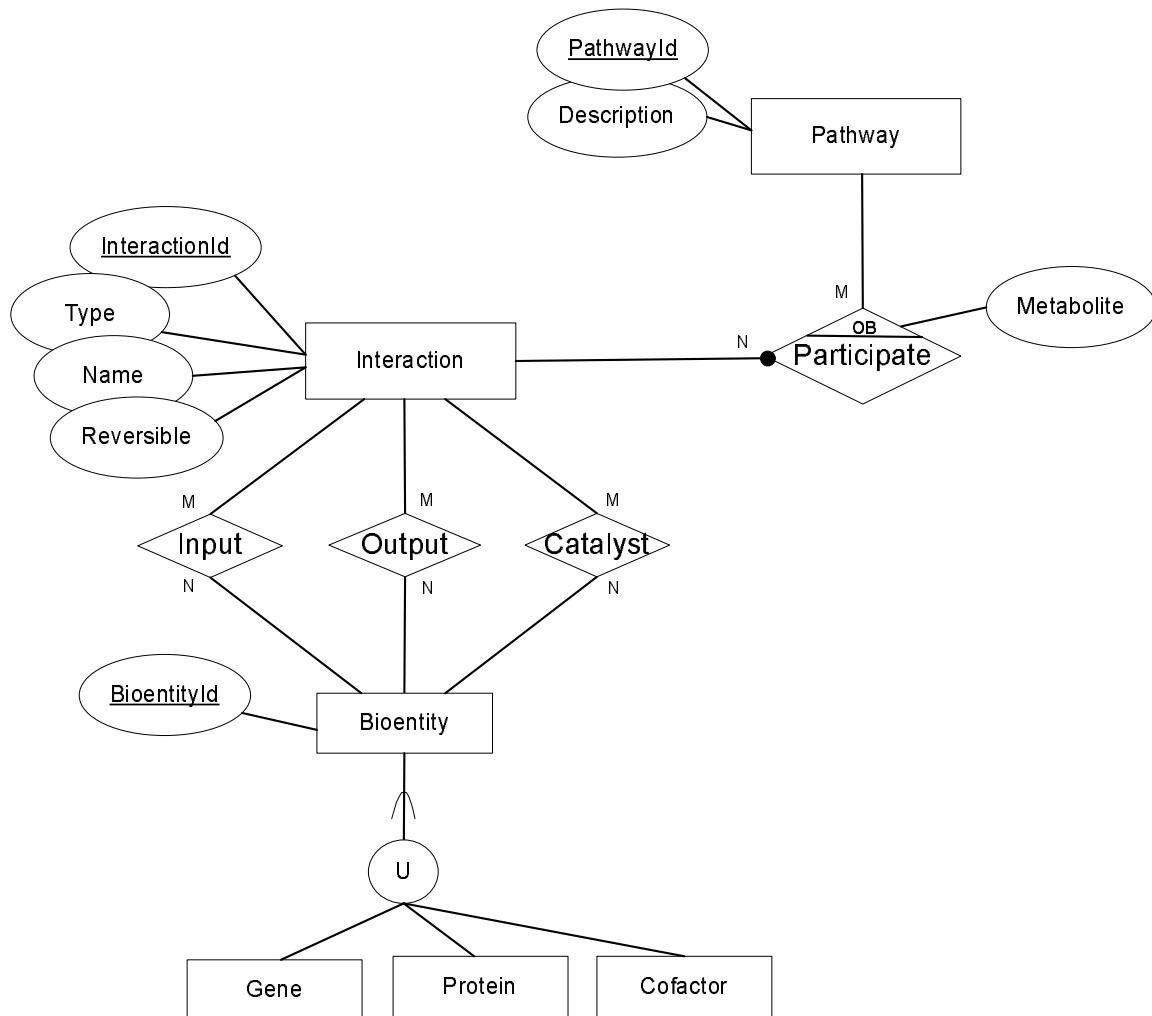 PathwayId
Description
Pathway
InteractionId
Type
Name
Reversible
Interaction
M
N
OB
Participate
Metabolite
M
M
M
Input
Output
Catalyst
N
N
N
BioentityId
Bioentity
U
Gene
Protein
Cofactor